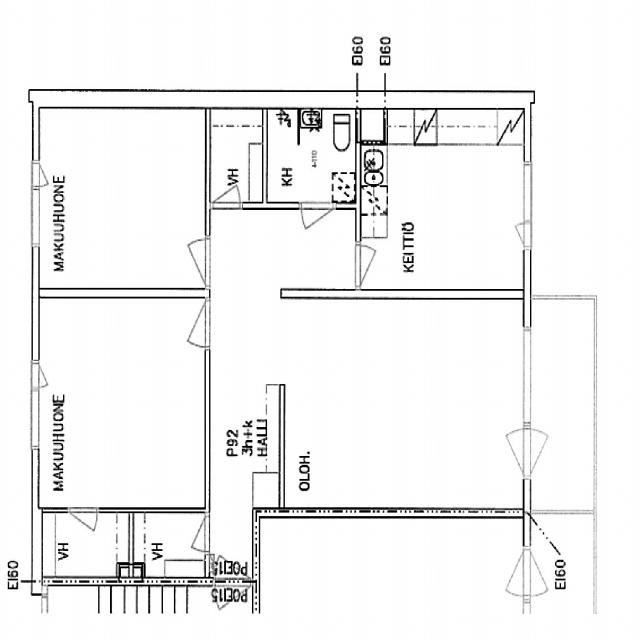 EI60
EI60
MAKUUHUONE
VH
KH
KEITTIÖ
MAKUUHUONE
P92
3h+k
HALLI
OLOH.
VH
VH
EI60
POEI15
POEI15
EI60